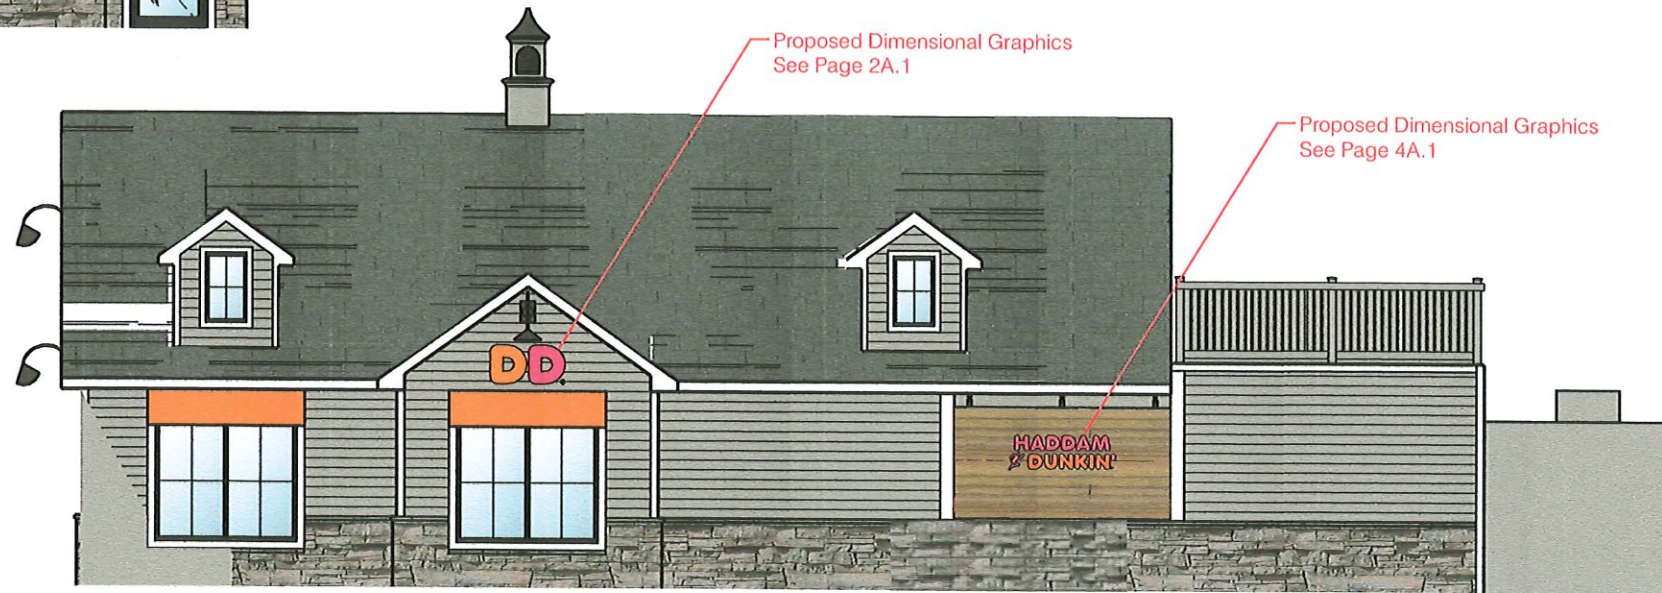 Proposed Dimensional Graphics
See Page 2A.1
Proposed Dimensional Graphics
See Page 4A.1
DD.
HADDAM
DUNKIN'